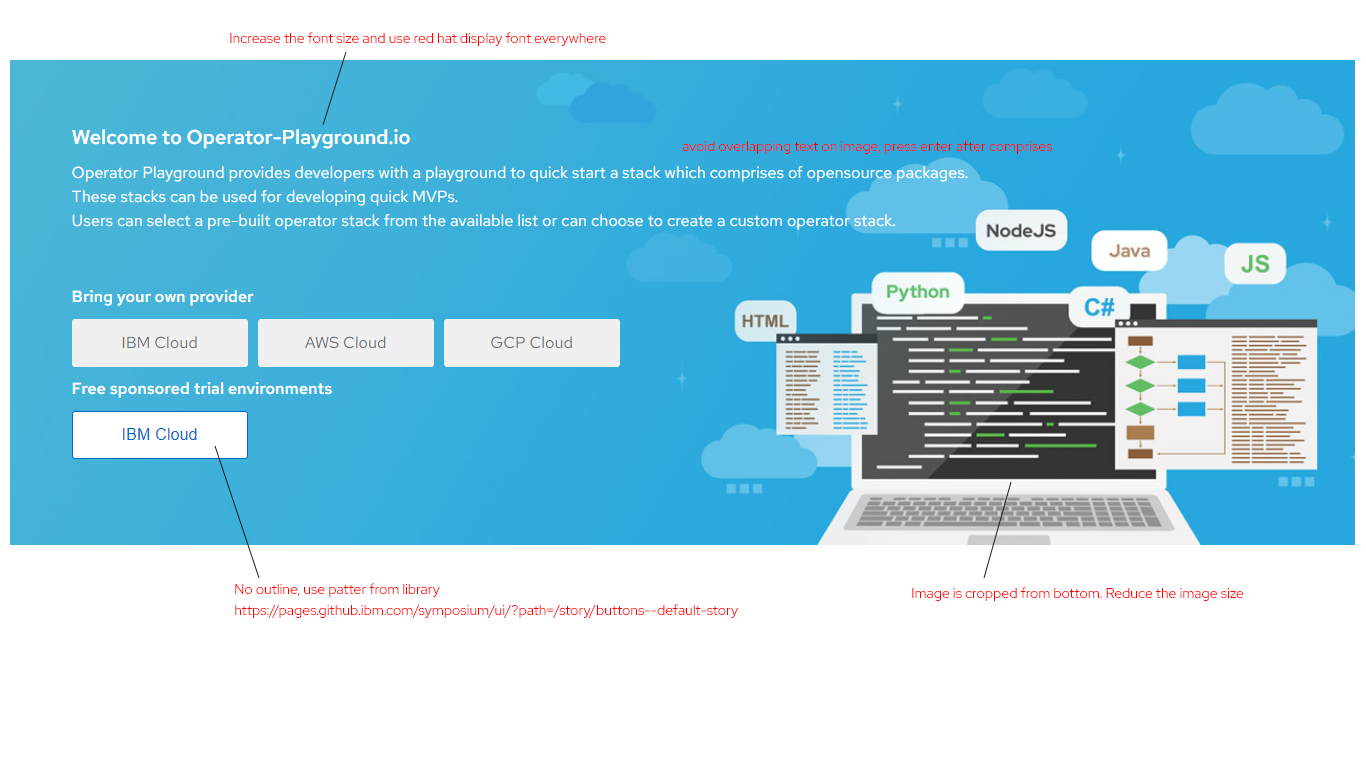 Increase the font size and use red hat display font everywhere
Welcome to Operator-Playground.io
avoid overlapping text on image, press enter after comprises
Operator Playground provides developers with a playground to quick start a stack which comprises of opensource packages.
These stacks can be used for developing quick MVPs.
Users can select a pre-built operator stack from the available list or can choose to create a custom operator stack.
NodeJS
Java
JS
Python
C#
HTML
Bring your own provider
IBM Cloud
AWS Cloud
GCP Cloud
Free sponsored trial environments
IBM Cloud
No outline, use patter from library
https://pages.github.ibm.com/symposium/ui/?path=/story/buttons--default-story
Image is cropped from bottom. Reduce the image size